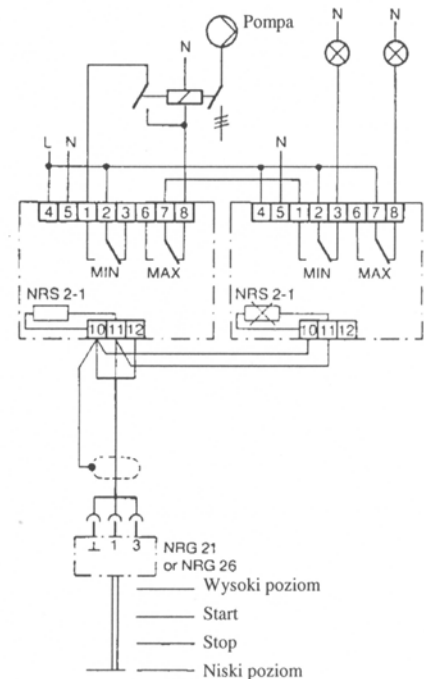 Pompa
N
N
N
L
N
N
4 5 1 2 3 6 7 8
4 5 1 2 3 6 7 8
MIN
MAX
MIN
MAX
NRS 2-1
NRS 2-1
10 11 12
10 11 12
1 3
NRG 21
or NRG 26
Wysoki poziom
Start
Stop
Niski poziom